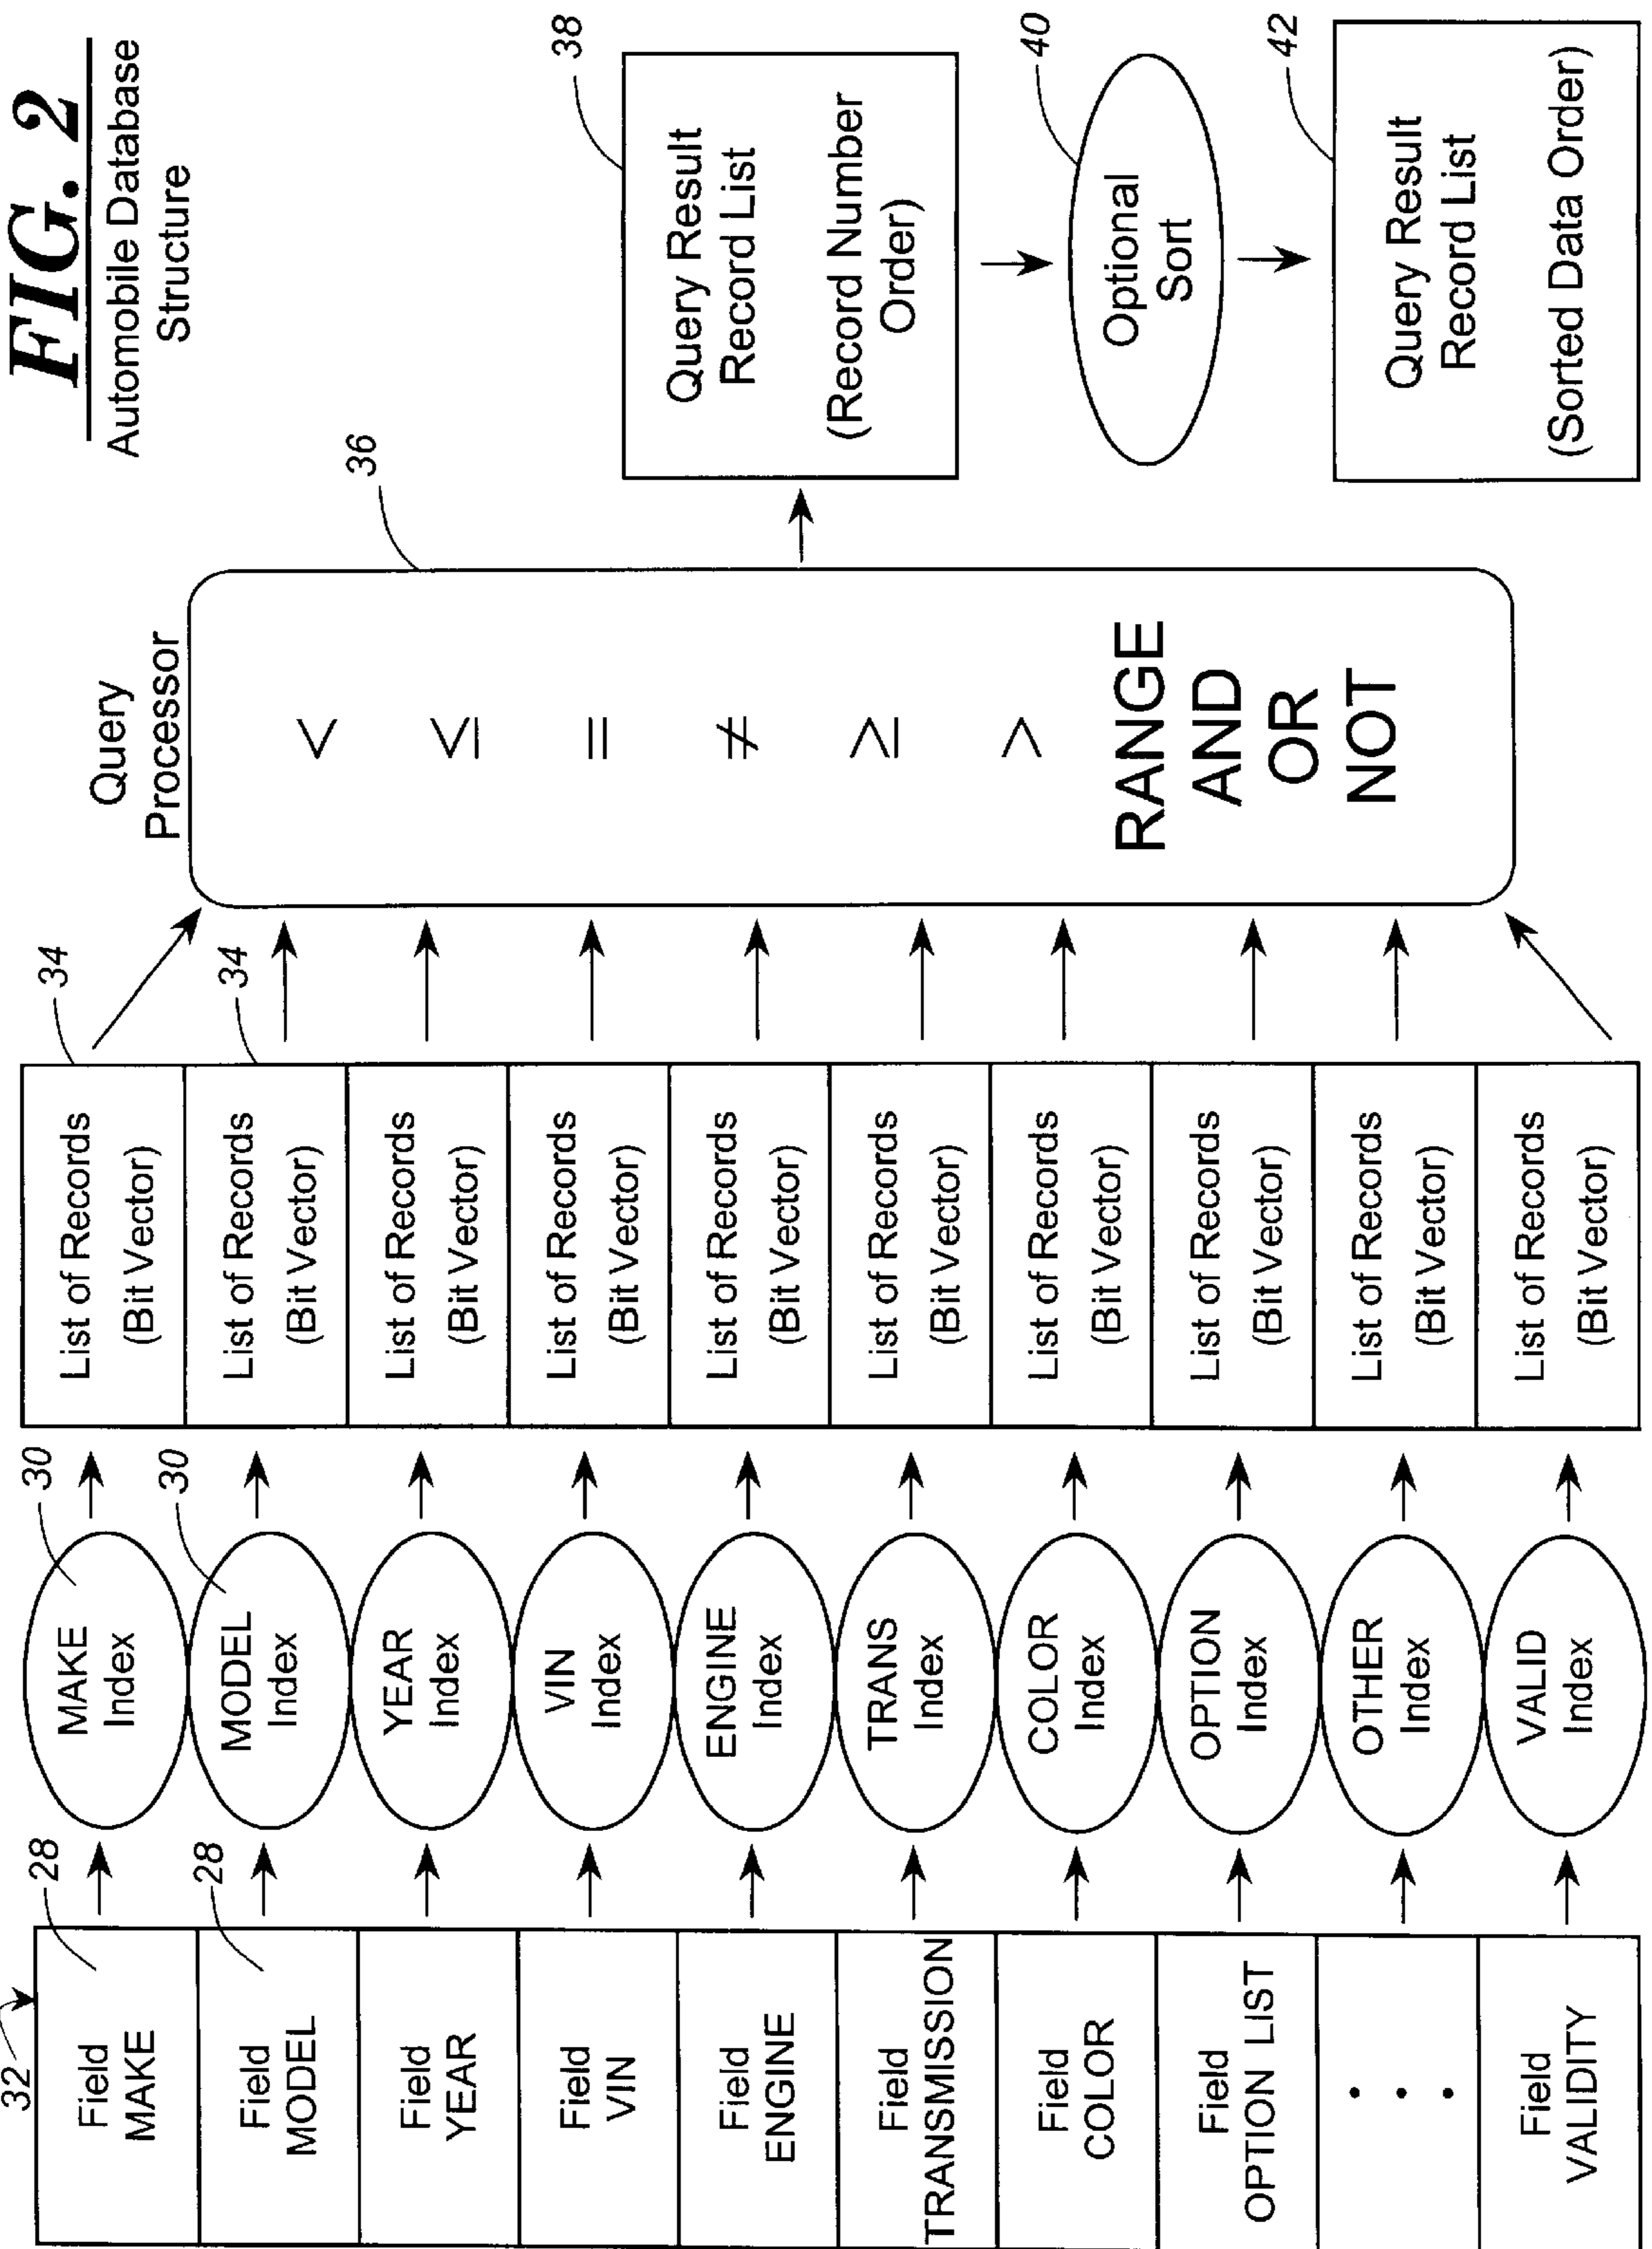 FIG. 2
Automobile Database
Structure
32
28
28
Field
MAKE
Field
MODEL
Field
YEAR
Field
VIN
Field
ENGINE
Field
TRANSMISSION
Field
COLOR
Field
OPTION LIST
• • •
Field
VALIDITY
30
30
MAKE
Index
MODEL
Index
YEAR
Index
VIN
Index
ENGINE
Index
TRANS
Index
COLOR
Index
OPTION
Index
OTHER
Index
VALID
Index
34
34
List of Records
(Bit Vector)
List of Records
(Bit Vector)
List of Records
(Bit Vector)
List of Records
(Bit Vector)
List of Records
(Bit Vector)
List of Records
(Bit Vector)
List of Records
(Bit Vector)
List of Records
(Bit Vector)
List of Records
(Bit Vector)
List of Records
(Bit Vector)
Query
Processor
36
<
≤
=
≠
≥
>
RANGE
AND
OR
NOT
38
Query Result
Record List
(Record Number
Order)
40
Optional
Sort
42
Query Result
Record List
(Sorted Data Order)